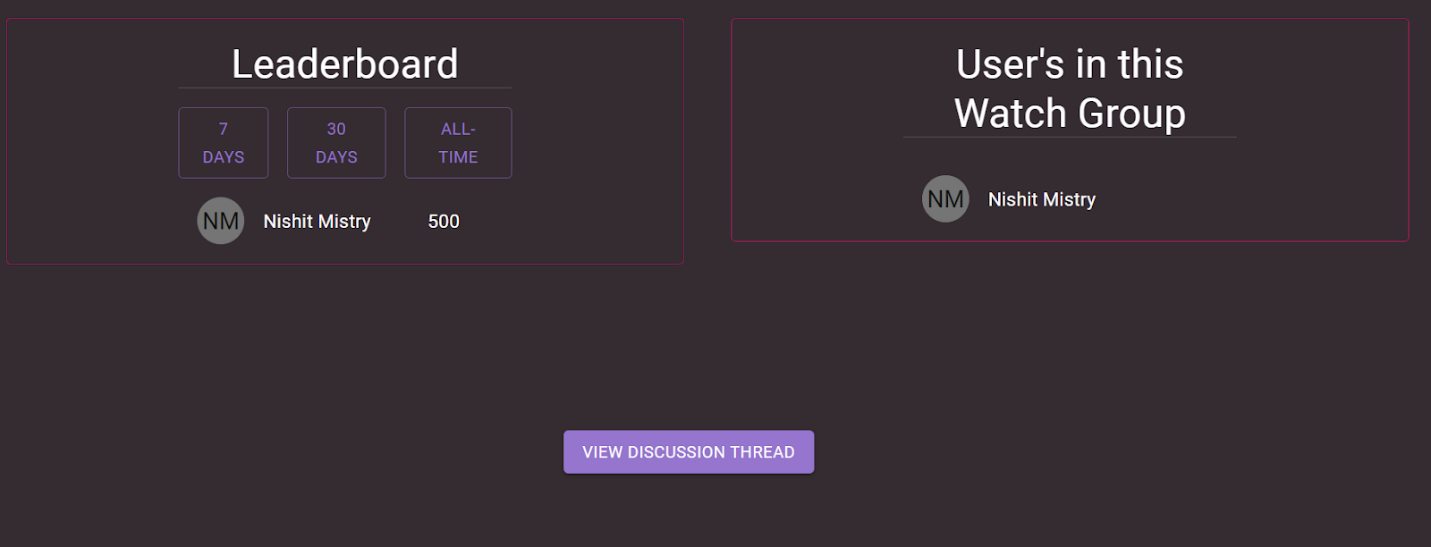 Leaderboard
7
DAYS
30
DAYS
ALL-
TIME
NM Nishit Mistry 500
User's in this
Watch Group
NM Nishit Mistry
VIEW DISCUSSION THREAD